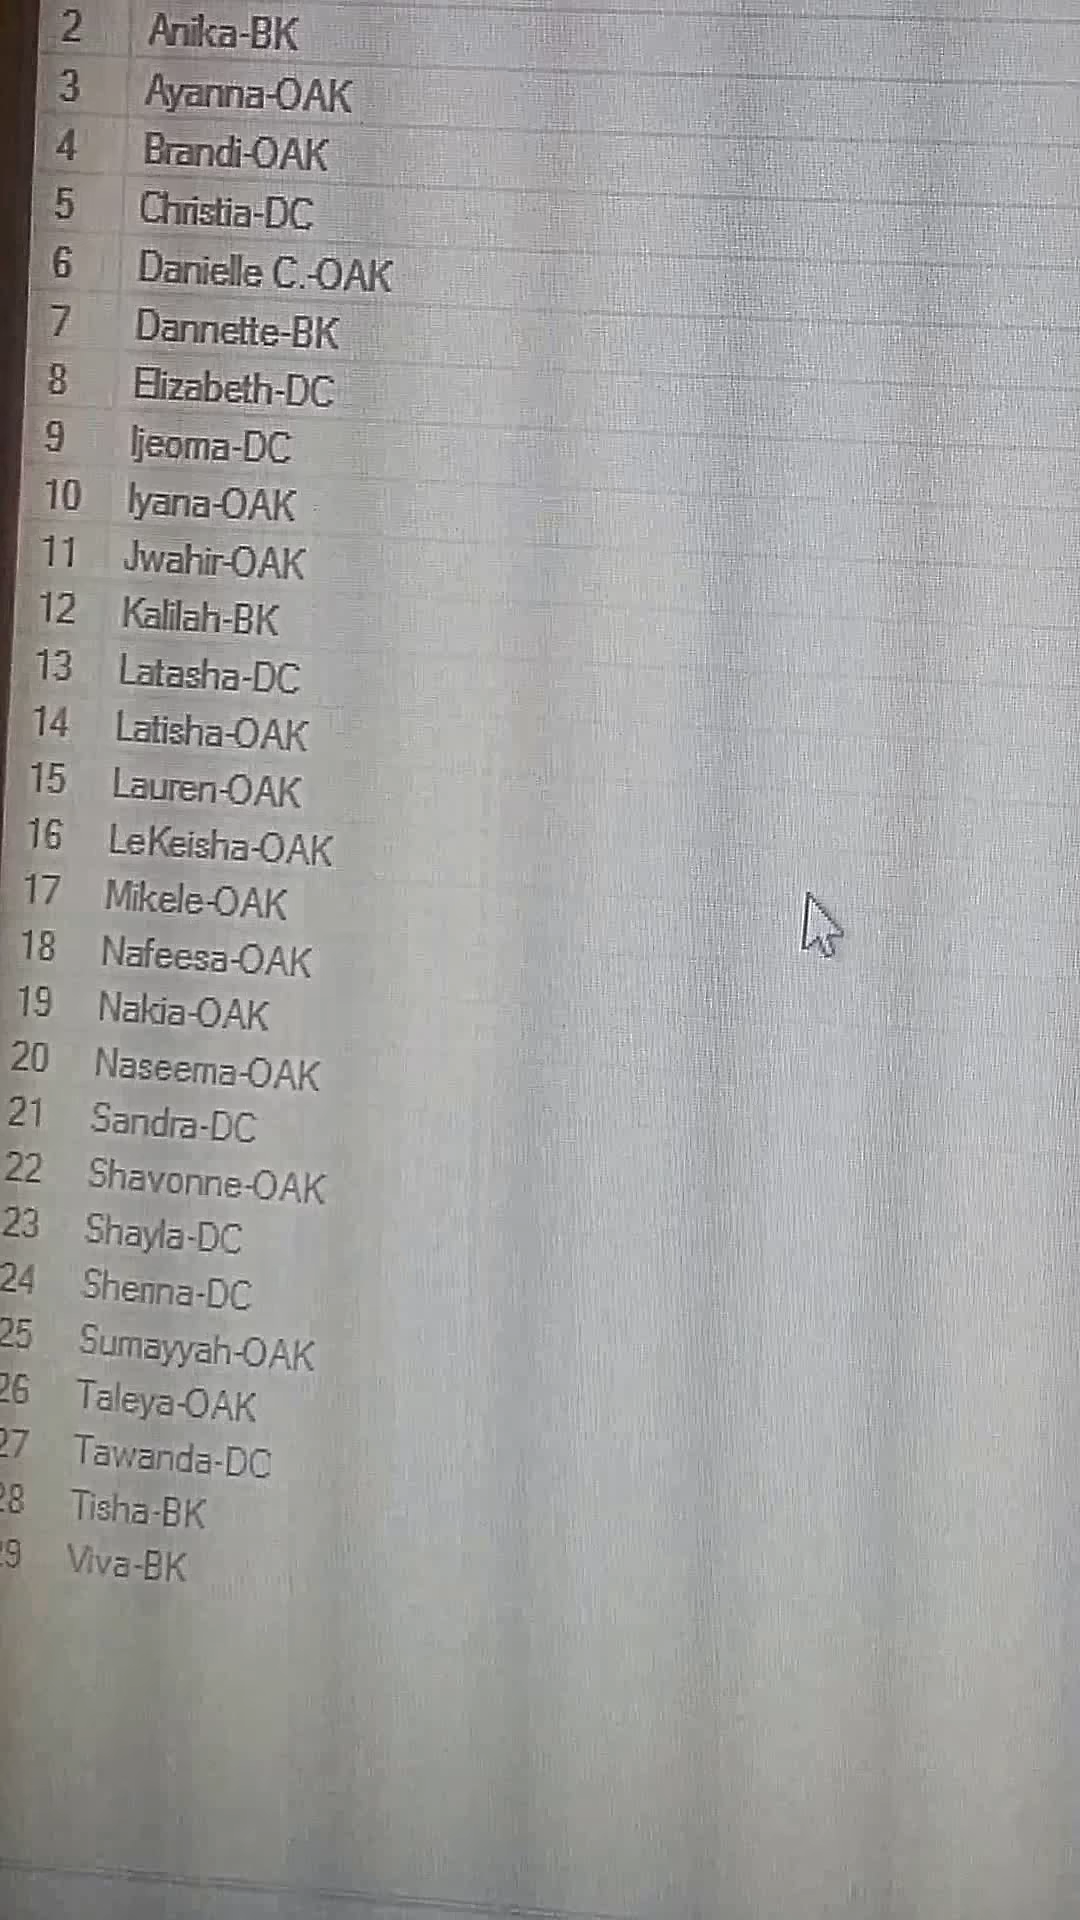 2 Anika-BK
3 Ayanna-OAK
4 Brandi-OAK
5 Christia-DC
6 Danielle C.-OAK
7 Dannette-BK
8 Elizabeth-DC
9 Ijeoma-DC
10 Iyana-OAK
11 Jwahir-OAK
12 Kalilah-BK
13 Latasha-DC
14 Latisha-OAK
15 Lauren-OAK
16 LeKeisha-OAK
17 Mikele-OAK
18 Nafeesa-OAK
19 Nakia-OAK
20 Naseema-OAK
21 Sandra-DC
22 Shavonne-OAK
23 Shayla-DC
24 Shenna-DC
25 Sumayyah-OAK
26 Taleya-OAK
27 Tawanda-DC
28 Tisha-BK
29 Viva-BK